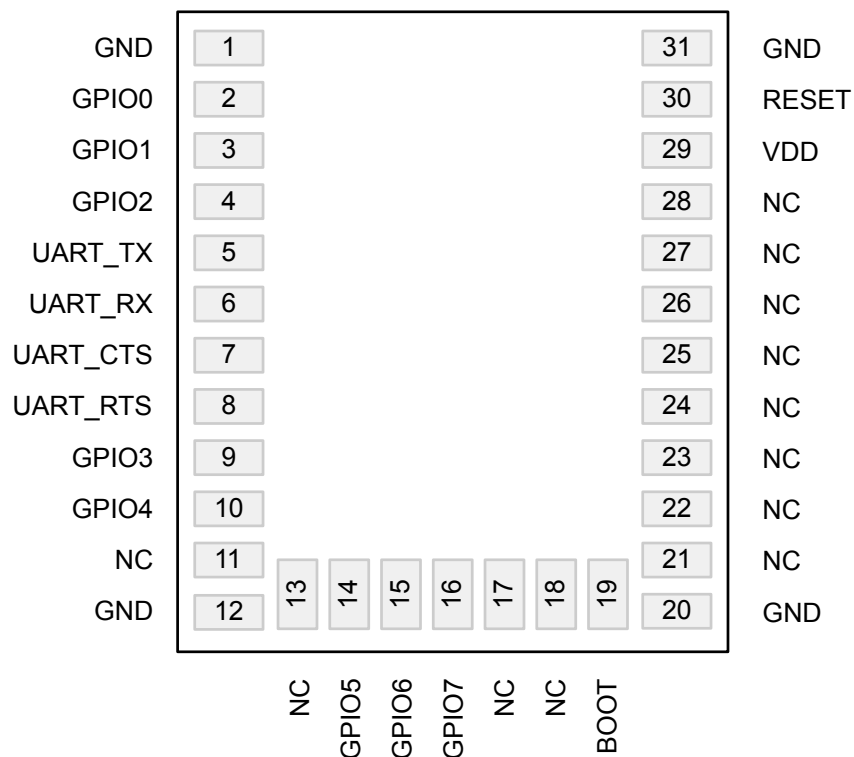 GND 1 31 GND
GPIO0 2 30 RESET
GPIO1 3 29 VDD
GPIO2 4 28 NC
UART_TX 5 27 NC
UART_RX 6 26 NC
UART_CTS 7 25 NC
UART_RTS 8 24 NC
GPIO3 9 23 NC
GPIO4 10 22 NC
NC 11 21 NC
GND 12 13 14 15 16 17 18 19 20 GND
NC GPIO5 GPIO6 GPIO7 NC NC BOOT